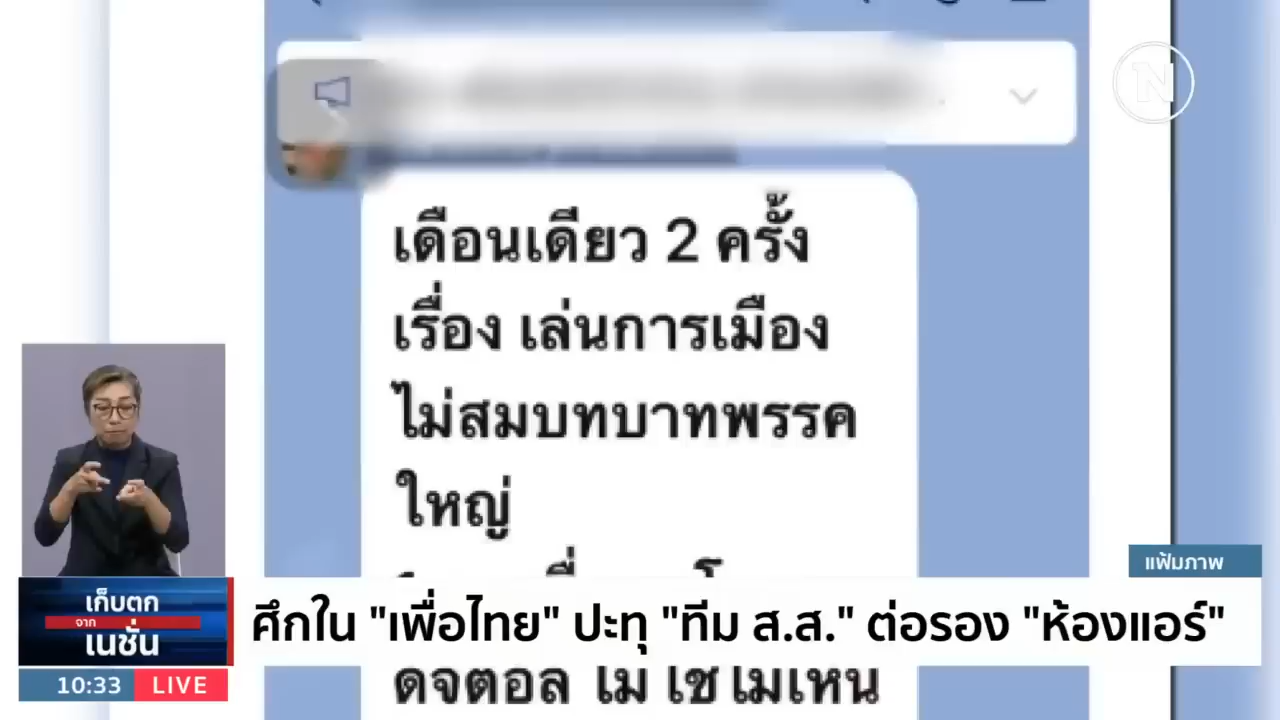 N
เดือนเดียว 2 ครั้ง
เรื่อง เล่นการเมือง
ไม่สมบทบาทพรรค
ใหญ่
แฟ้มภาพ
เก็บตก
จาก
เนชั่น
ศึกใน "เพื่อไทย" ปะทุ "ทีม ส.ส." ต่อรอง "ห้องแอร์"
10:33 LIVE